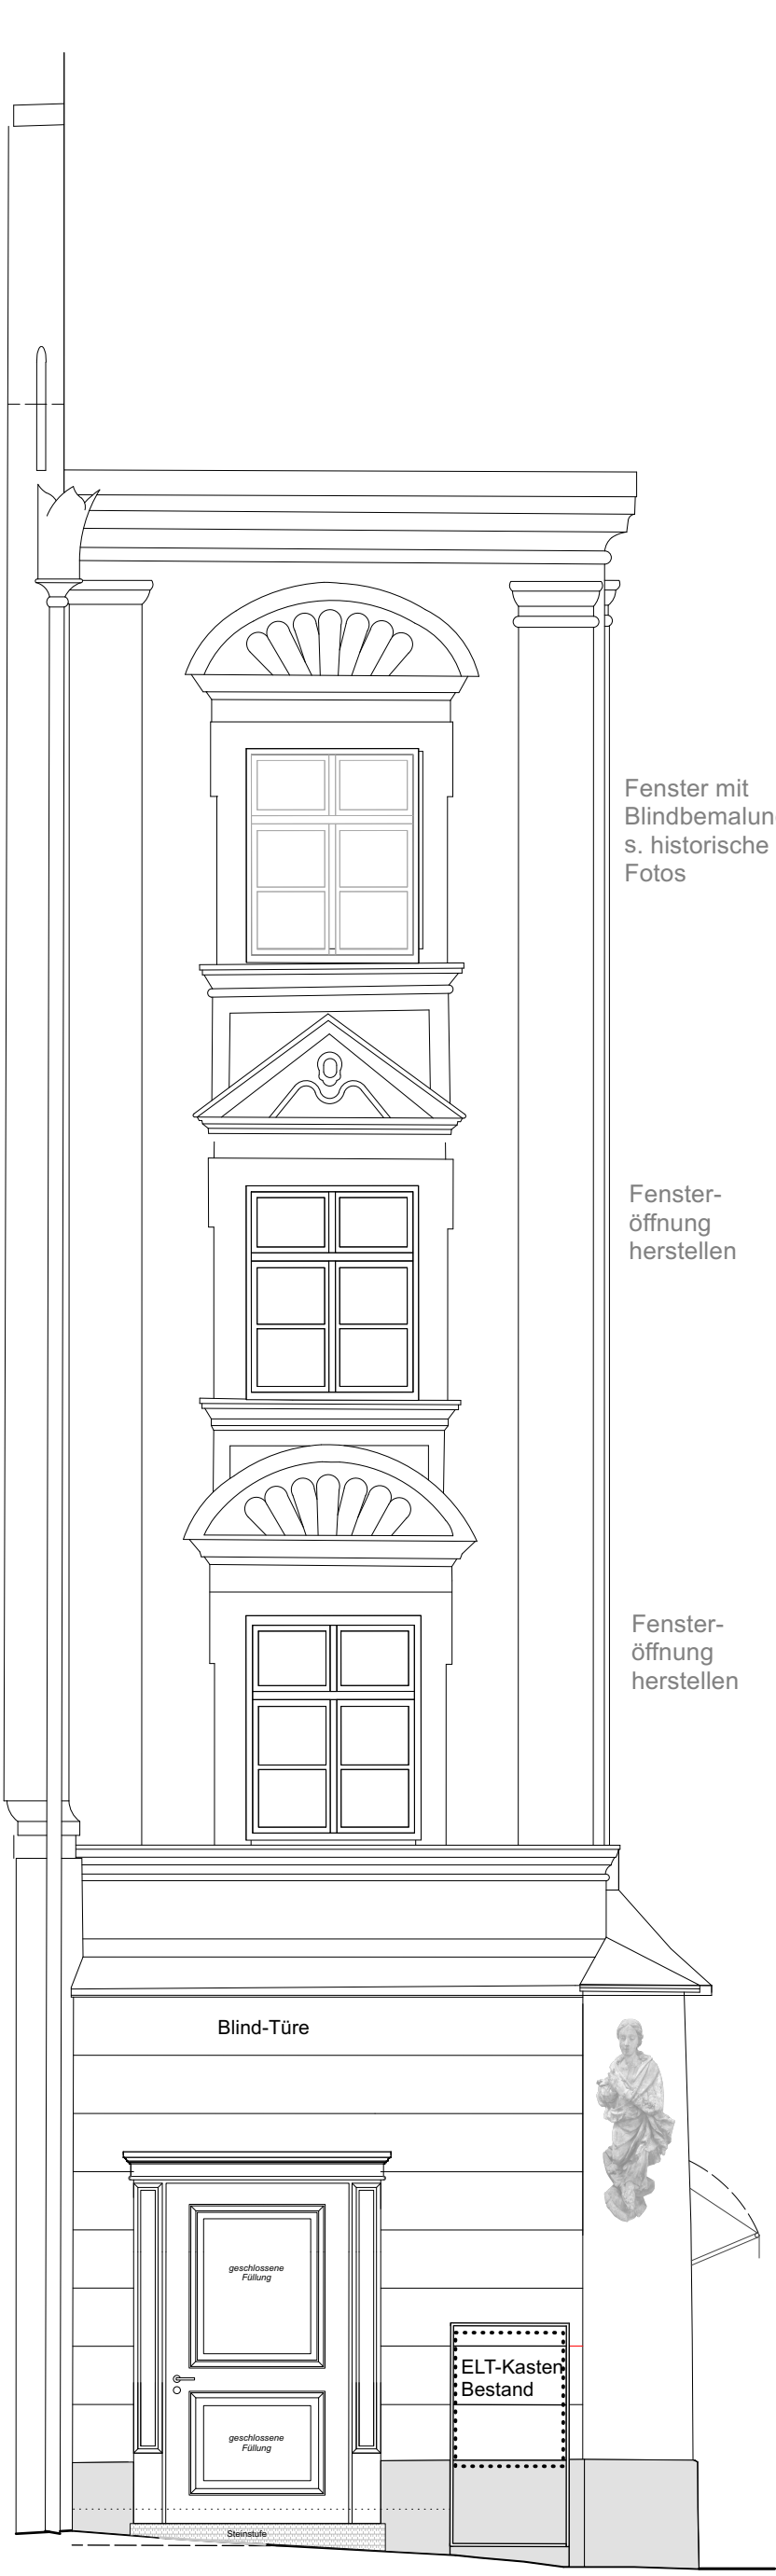 Fenster mit
Blindbemalun
s. historische
Fotos
Fenster-
öffnung
herstellen
Fenster-
öffnung
herstellen
Blind-Türe
geschlossene
Füllung
ELT-Kasten
Bestand
geschlossene
Füllung
Steinstufe